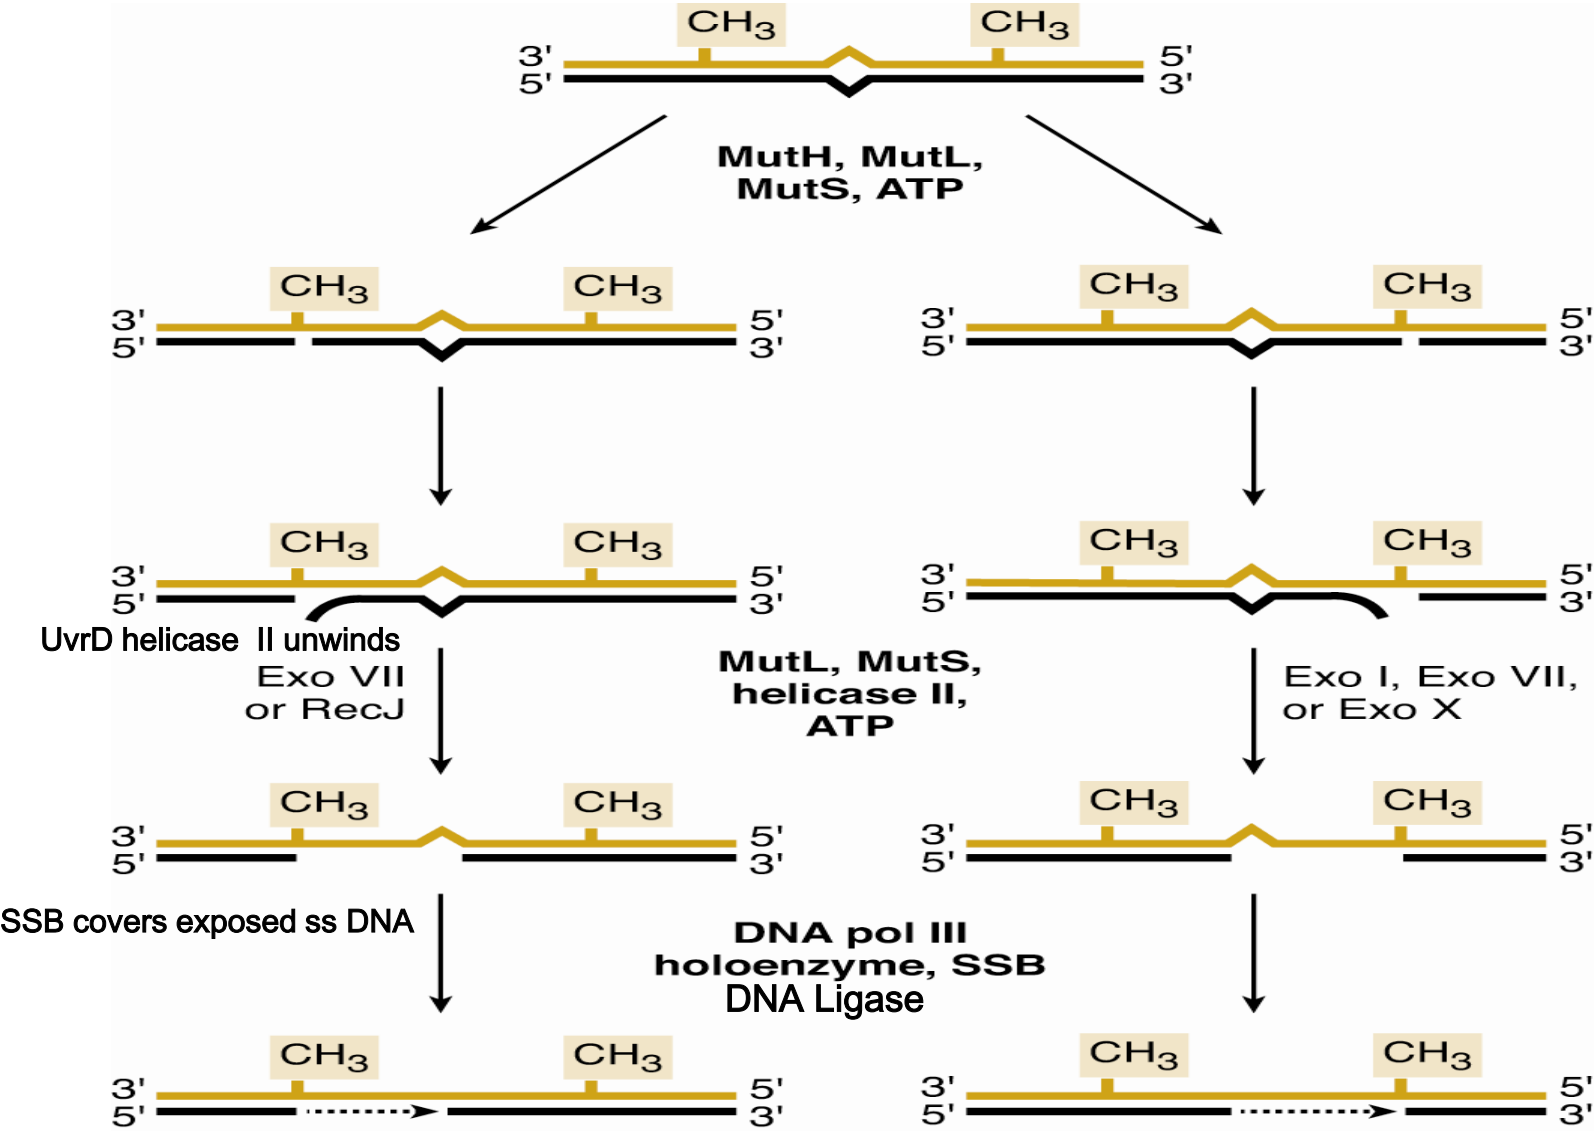 CH3 CH3
3' 5'
5' 3'
MutH, MutL,
MutS, ATP
CH3 CH3 CH3 CH3
3' 5' 3' 5'
5' 3' 5' 3'
CH3 CH3 CH3 CH3
3' 5' 3' 5'
5' 3' 5' 3'
UvrD helicase II unwinds
Exo VII
or RecJ
MutL, MutS,
helicase II,
ATP
Exo I, Exo VII,
or Exo X
CH3 CH3 CH3 CH3
3' 5' 3' 5'
5' 3' 5' 3'
SSB covers exposed ss DNA
DNA pol III
holoenzyme, SSB
DNA Ligase
CH3 CH3 CH3 CH3
3' 5' 3' 5'
5' 3' 5' 3'